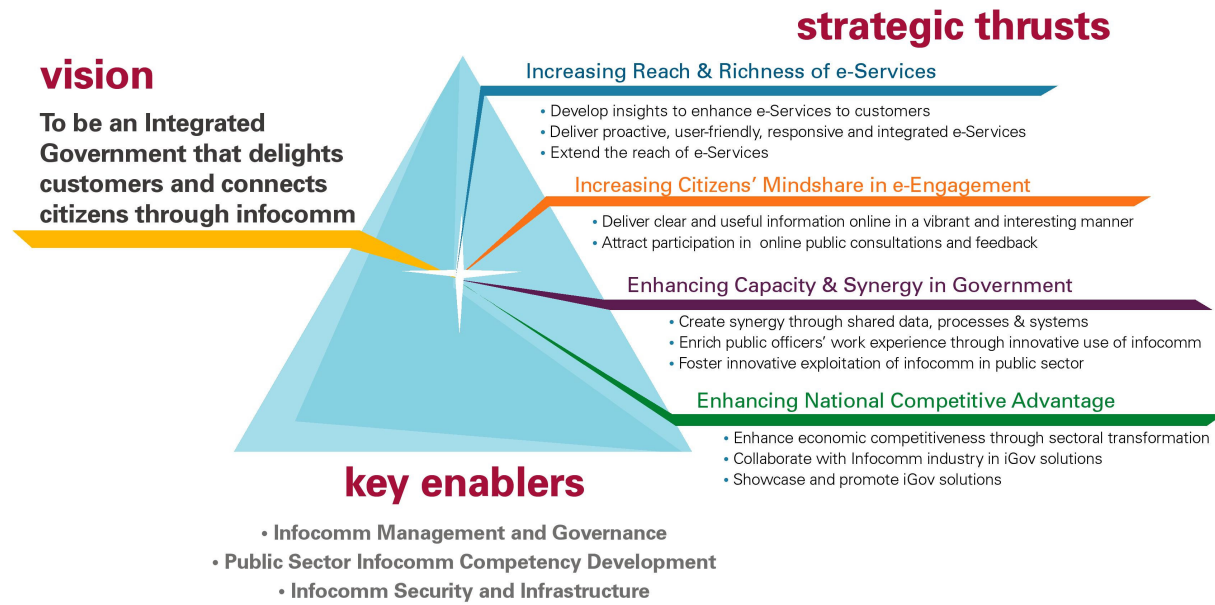 strategic thrusts
vision
To be an Integrated
Government that delights
customers and connects
citizens through infocomm
Increasing Reach & Richness of e-Services
• Develop insights to enhance e-Services to customers
• Deliver proactive, user-friendly, responsive and integrated e-Services
• Extend the reach of e-Services
Increasing Citizens’ Mindshare in e-Engagement
• Deliver clear and useful information online in a vibrant and interesting manner
• Attract participation in online public consultations and feedback
Enhancing Capacity & Synergy in Government
• Create synergy through shared data, processes & systems
• Enrich public officers’ work experience through innovative use of infocomm
• Foster innovative exploitation of infocomm in public sector
Enhancing National Competitive Advantage
• Enhance economic competitiveness through sectoral transformation
• Collaborate with Infocomm industry in iGov solutions
• Showcase and promote iGov solutions
key enablers
• Infocomm Management and Governance
• Public Sector Infocomm Competency Development
• Infocomm Security and Infrastructure